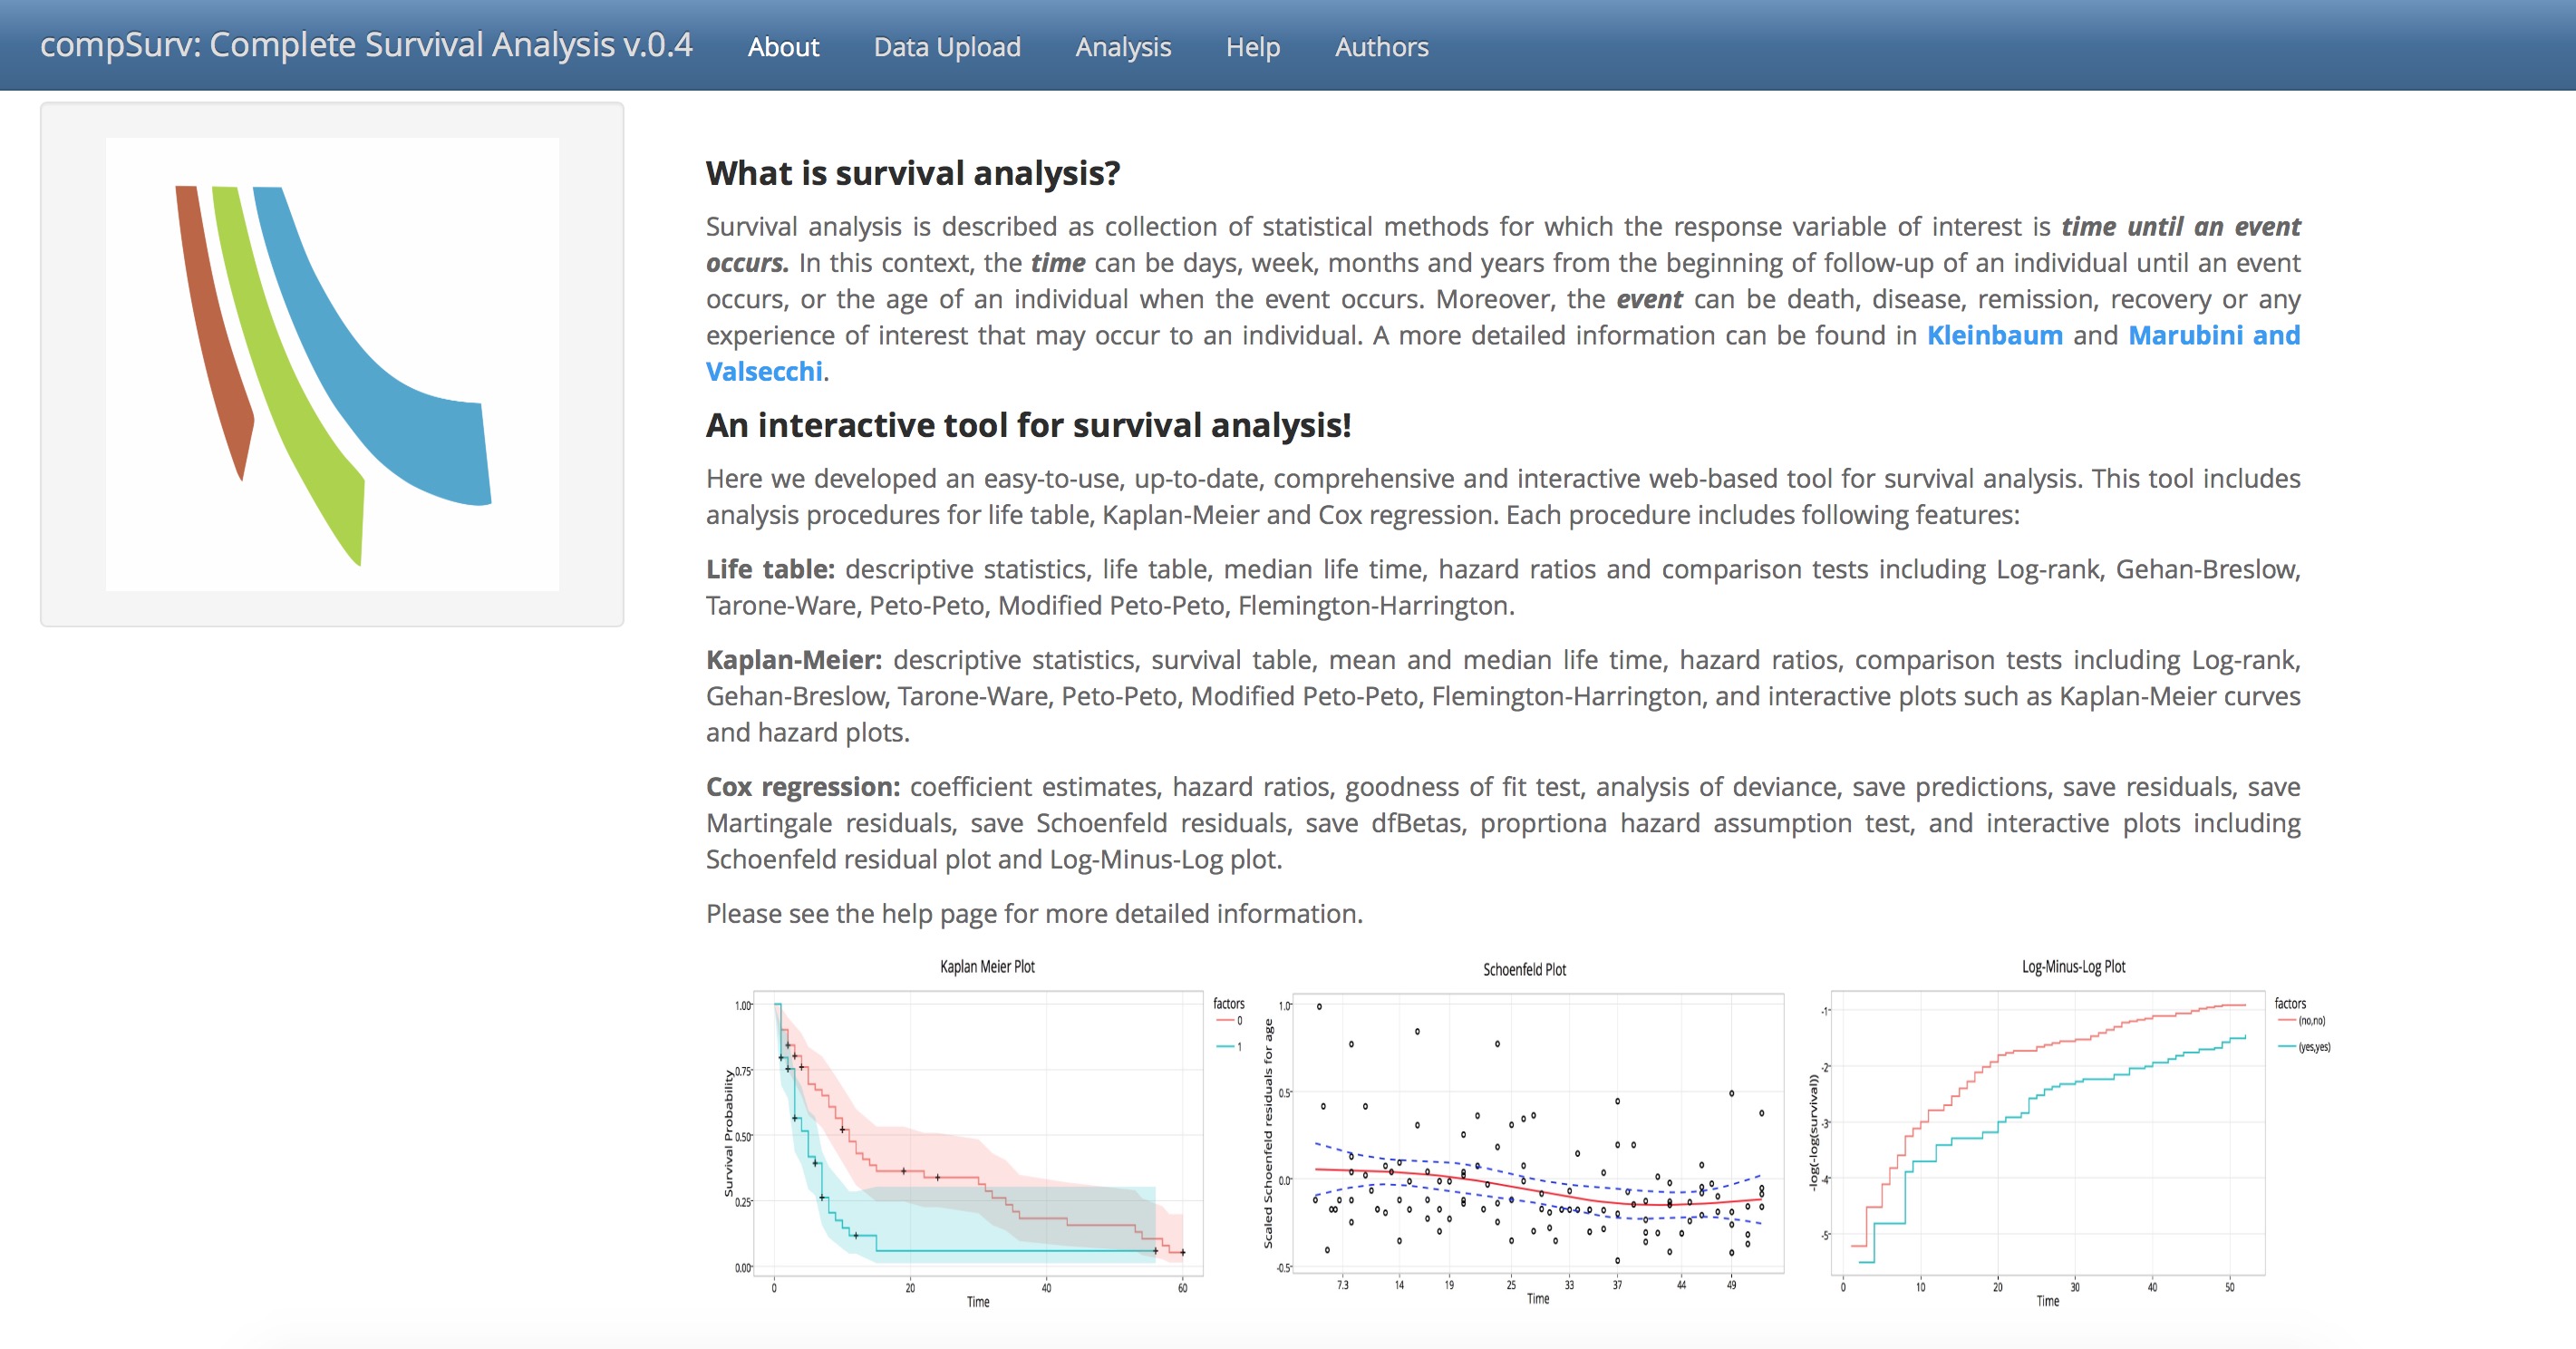 compSurv: Complete Survival Analysis v.0.4 About Data Upload Analysis Help Authors
What is survival analysis?
Survival analysis is described as collection of statistical methods for which the response variable of interest is time until an event
occurs. In this context, the time can be days, week, months and years from the beginning of follow-up of an individual until an event
occurs, or the age of an individual when the event occurs. Moreover, the event can be death, disease, remission, recovery or any
experience of interest that may occur to an individual. A more detailed information can be found in Kleinbaum and Marubini and
Valsecchi.
An interactive tool for survival analysis!
Here we developed an easy-to-use, up-to-date, comprehensive and interactive web-based tool for survival analysis. This tool includes
analysis procedures for life table, Kaplan-Meier and Cox regression. Each procedure includes following features:
Life table: descriptive statistics, life table, median life time, hazard ratios and comparison tests including Log-rank, Gehan-Breslow,
Tarone-Ware, Peto-Peto, Modified Peto-Peto, Flemington-Harrington.
Kaplan-Meier: descriptive statistics, survival table, mean and median life time, hazard ratios, comparison tests including Log-rank,
Gehan-Breslow, Tarone-Ware, Peto-Peto, Modified Peto-Peto, Flemington-Harrington, and interactive plots such as Kaplan-Meier curves
and hazard plots.
Cox regression: coefficient estimates, hazard ratios, goodness of fit test, analysis of deviance, save predictions, save residuals, save
Martingale residuals, save Schoenfeld residuals, save dfBetas, proprtiona hazard assumption test, and interactive plots including
Schoenfeld residual plot and Log-Minus-Log plot.
Please see the help page for more detailed information.
Kaplan Meier Plot
Survival Probability
1.00
0.75
0.50
0.25
0.00
0 20 40 60
Time
factors
0
1
Schoenfeld Plot
Scaled Schoenfeld residuals for age
1.0
0.5
0.0
-0.5
7.3 14 19 25 33 37 44 49
Time
Log-Minus-Log Plot
-log(-log(survival))
-1
-2
-3
-4
-5
0 10 20 30 40 50
Time
factors
(no,no)
(yes,yes)